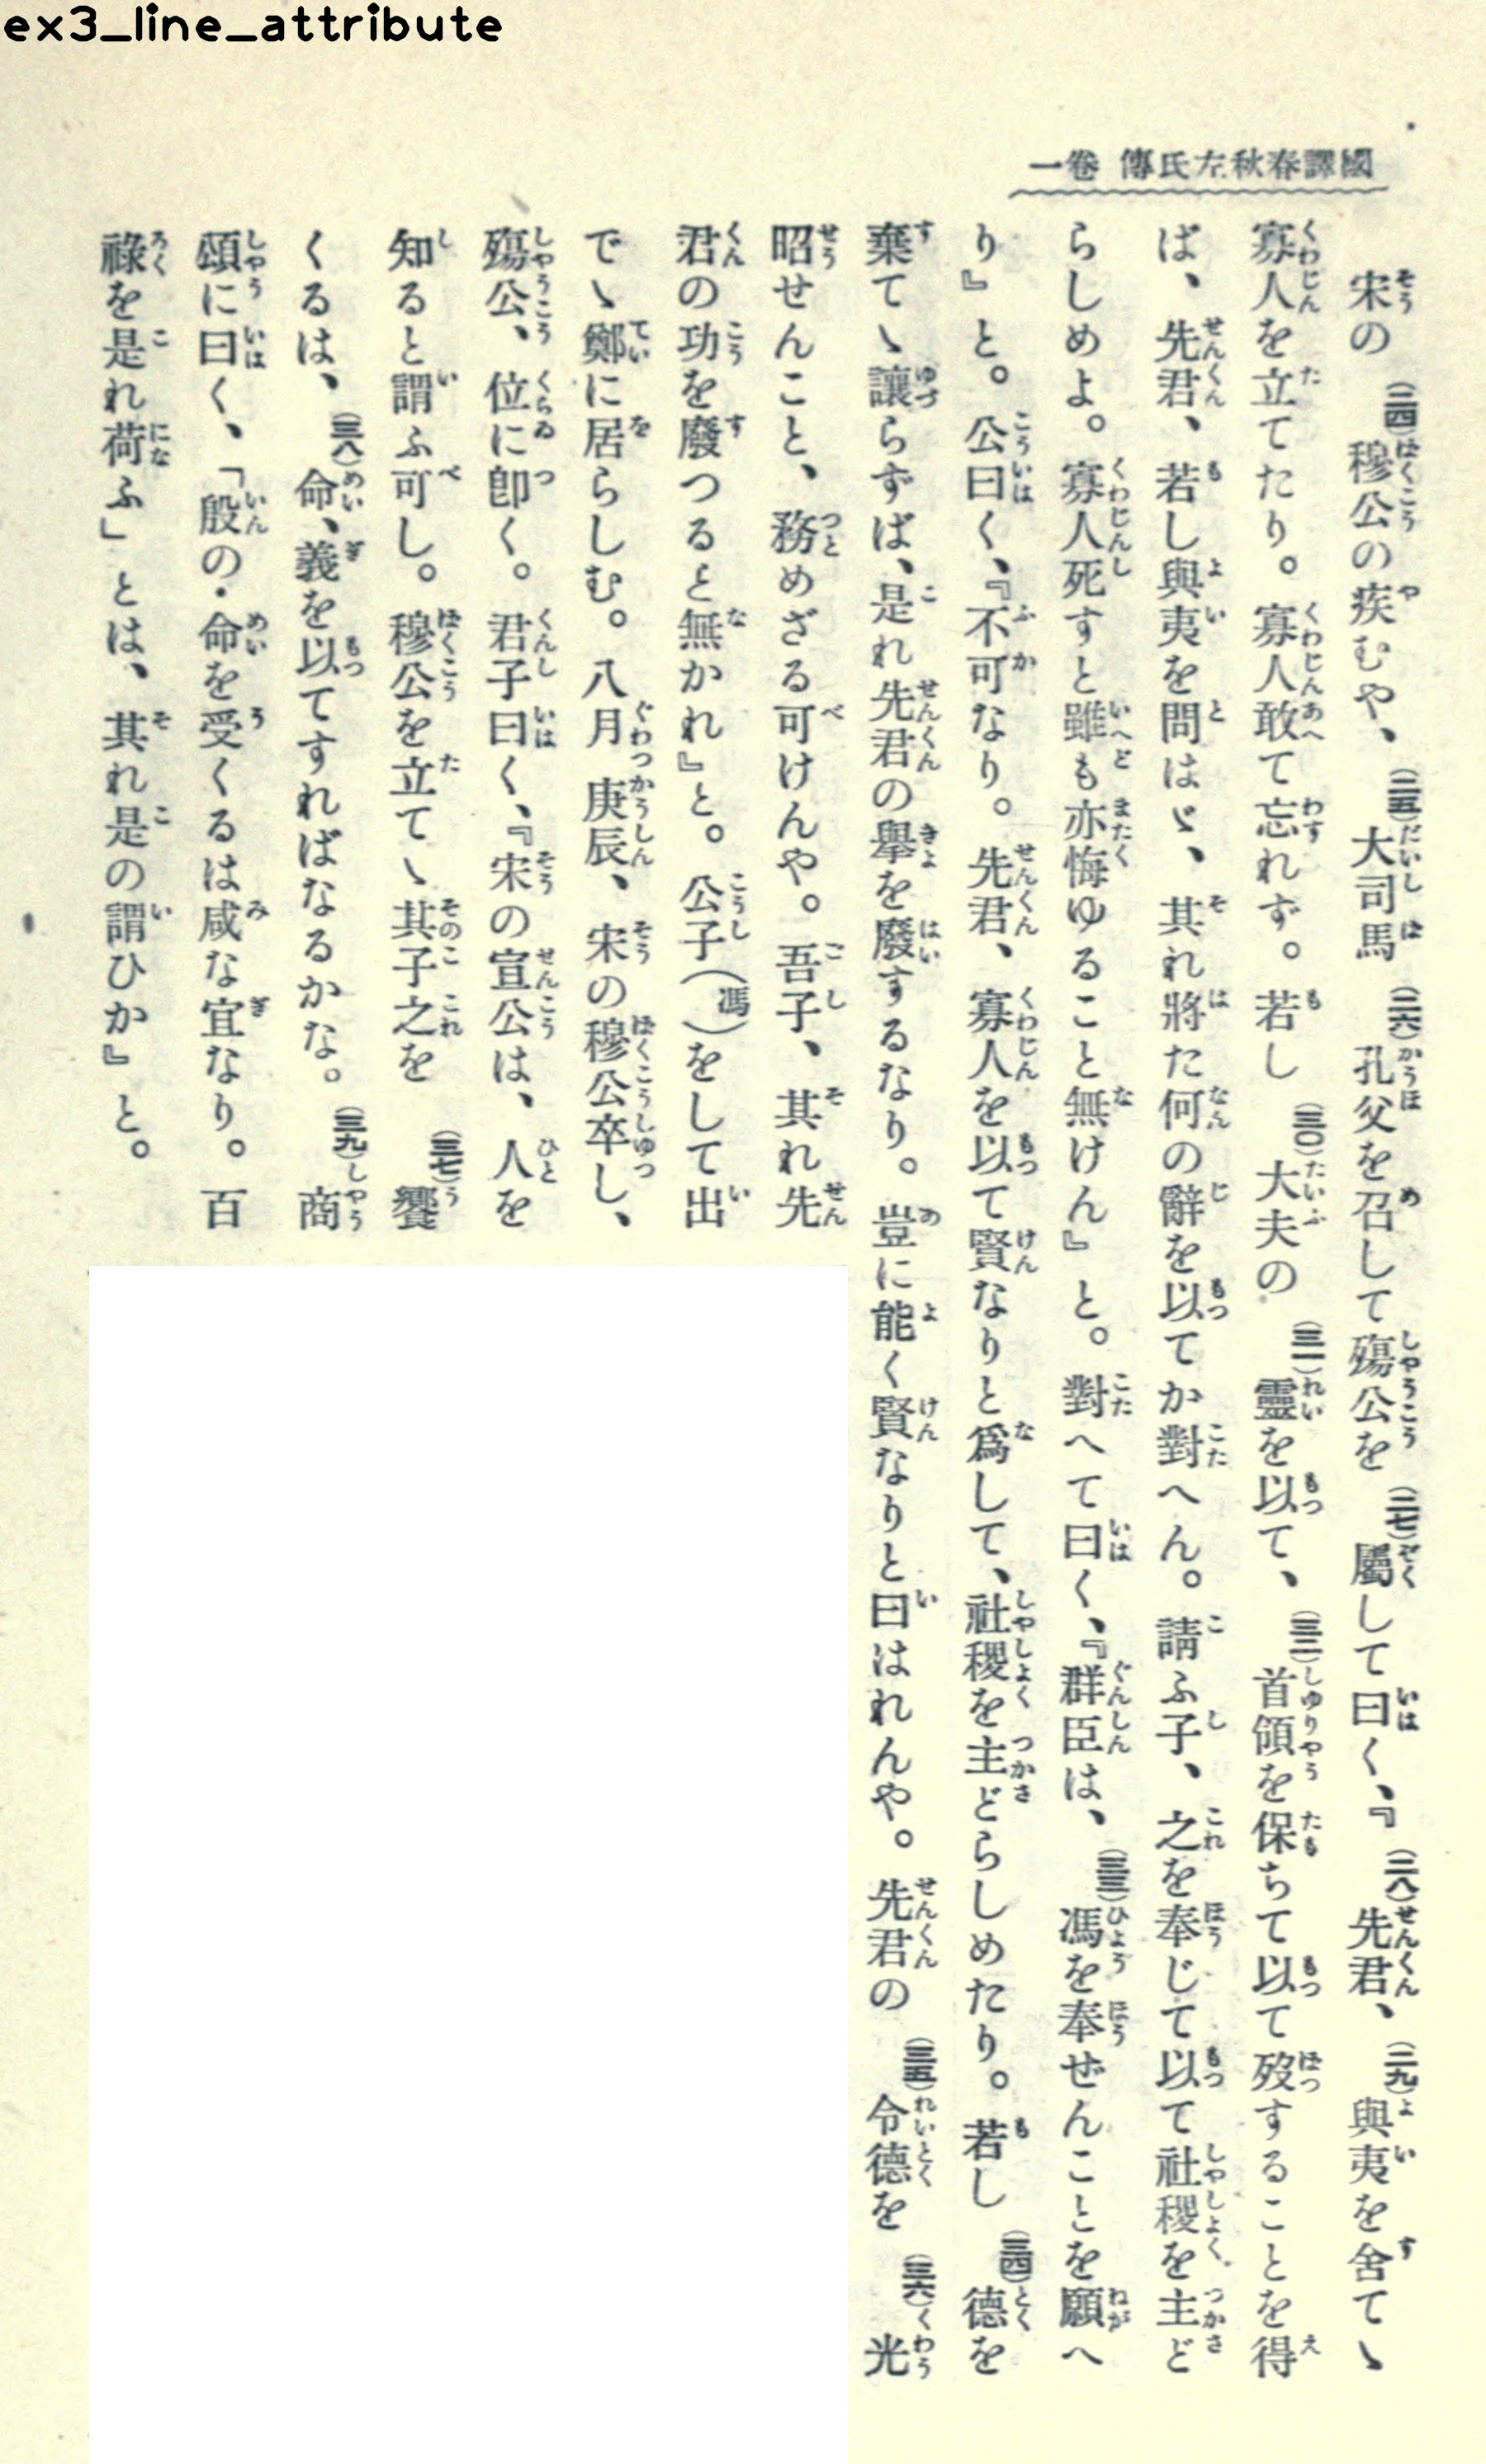 ex3_line_attribute
國譯春秋左氏傳 卷一
宋の(二四)穆公の疾むや、(二五)大司馬(二六)孔父を召して殤公を(二七)屬して曰く、『(二八)先君、(二九)與夷を舍てゝ
寡人を立てたり。寡人敢て忘れず。若し(三〇)大夫の(三一)靈を以て、(三二)首領を保ちて以て歿することを得
ば、先君、若し與夷を問はゞ、其れ將た何の辭を以てか對へん。請ふ子、之を奉じて以て社稷を主ど
らしめよ。寡人死すと雖も亦悔ゆること無けん』と。對へて曰く、『群臣は、(三三)馮を奉ぜんことを願へ
り』と。公曰く、『不可なり。先君、寡人を以て賢なりと爲して、社稷を主どらしめたり。若し(三四)德を
棄てゝ讓らずば、是れ先君の擧を廢するなり。豈に能く賢なりと曰はれんや。先君の(三五)令德を(三六)光
昭せんこと、務めざる可けんや。吾子、其れ先
君の功を廢つると無かれ』と。公子(馮)をして出
でゝ鄭に居らしむ。八月庚辰、宋の穆公卒し、
殤公、位に卽く。君子曰く、『宋の宣公は、人を
知ると謂ふ可し。穆公を立てゝ其子之を(三七)饗
くるは、(三八)命、義を以てすればなるかな。(三九)商
頌に曰く、「殷の・命を受くるは咸な宜なり。百
祿を是れ荷ふ」とは、其れ是の謂ひか』と。